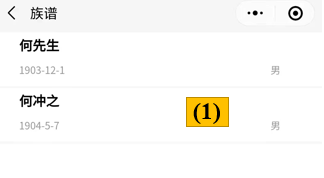 族谱
何先生
1903-12-1 男
何冲之
(1)
1904-5-7 男